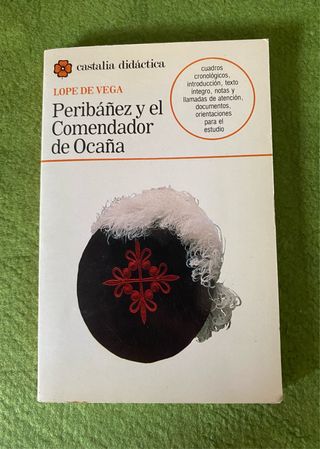 castalia didáctica
LOPE DE VEGA
Peribáñez y el
Comendador
de Ocaña
cuadros
cronológicos,
introducción, texto
íntegro, notas y
llamadas de atención,
documentos,
orientaciones
para el
estudio